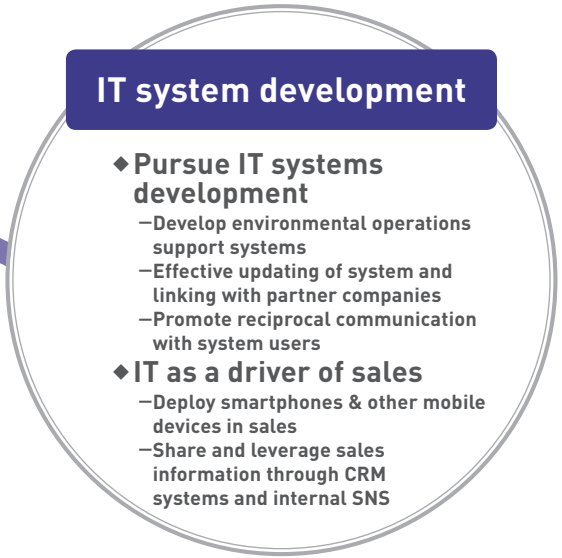 IT system development
◆Pursue IT systems
development
—Develop environmental operations
support systems
—Effective updating of system and
linking with partner companies
—Promote reciprocal communication
with system users
◆IT as a driver of sales
—Deploy smartphones & other mobile
devices in sales
—Share and leverage sales
information through CRM
systems and internal SNS